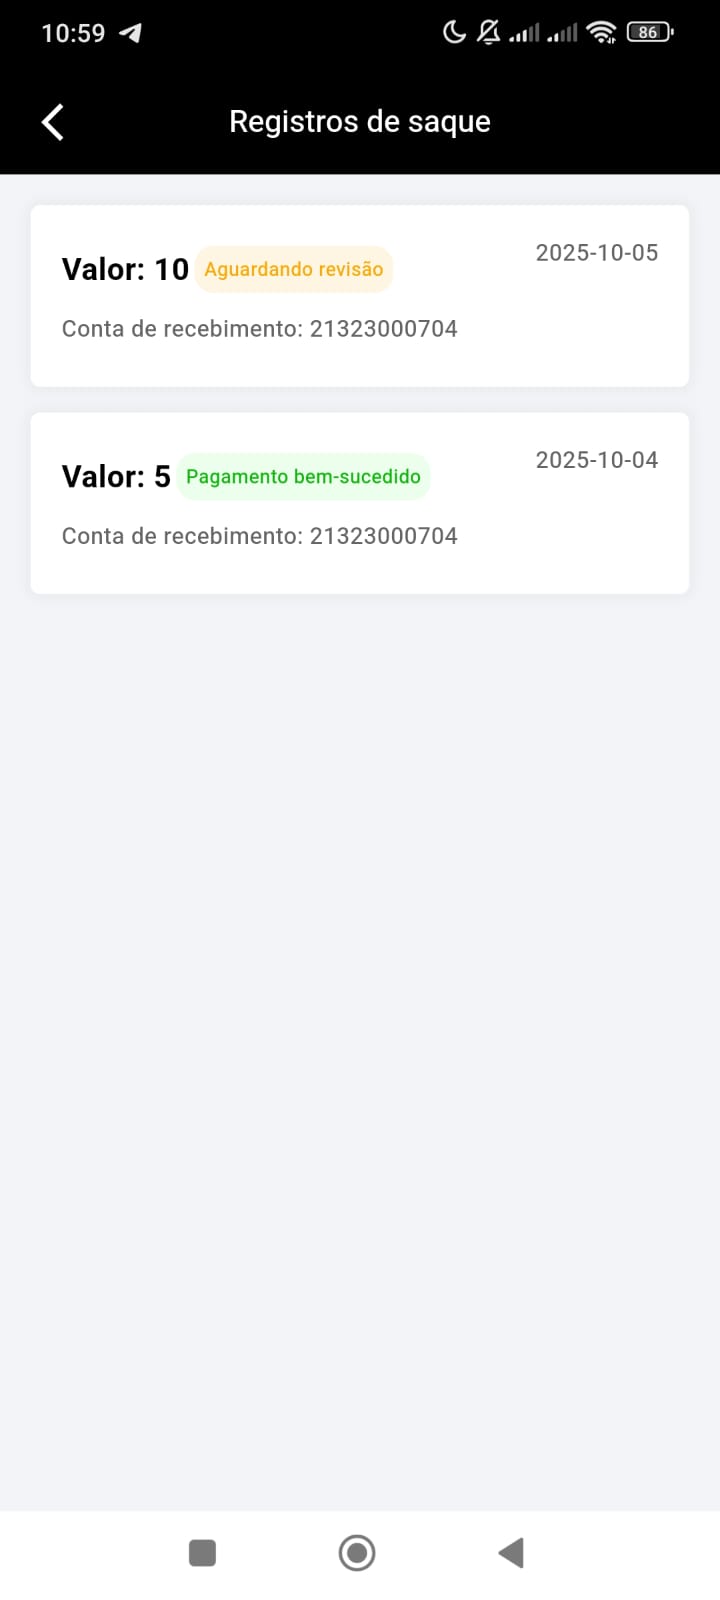 10:59
86
Registros de saque
Valor: 10 Aguardando revisão
2025-10-05
Conta de recebimento: 21323000704
Valor: 5 Pagamento bem-sucedido
2025-10-04
Conta de recebimento: 21323000704